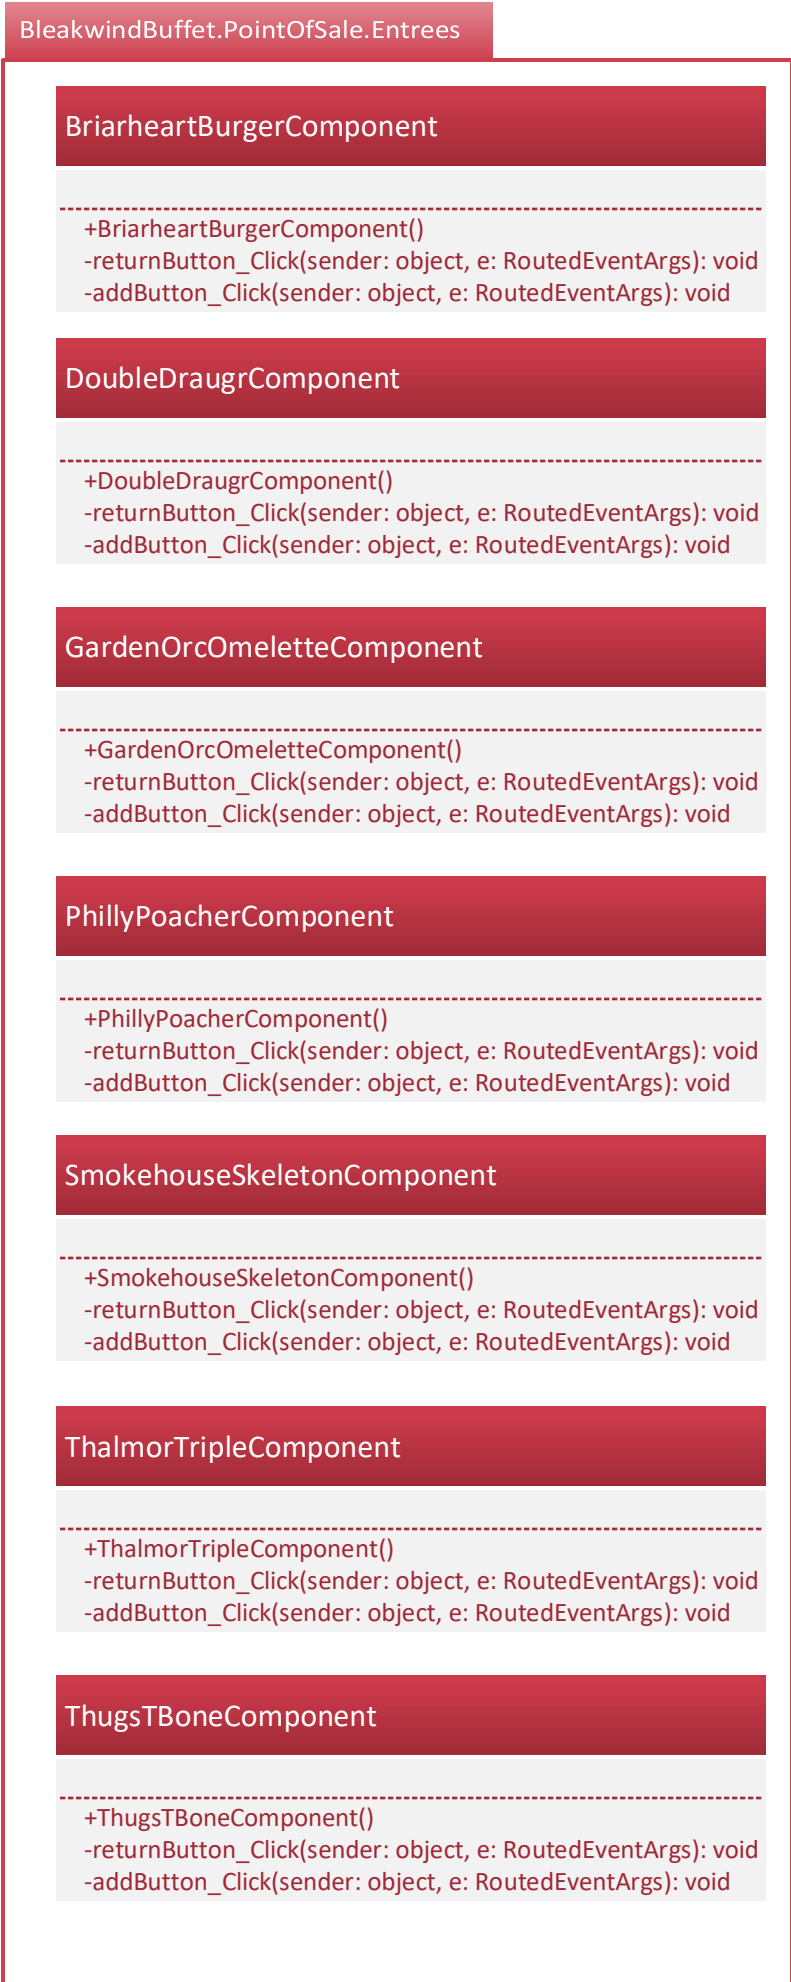 BleakwindBuffet.PointOfSale.Entrees
BriarheartBurgerComponent
+BriarheartBurgerComponent()
-returnButton_Click(sender: object, e: RoutedEventArgs): void
-addButton_Click(sender: object, e: RoutedEventArgs): void
DoubleDraugrComponent
+DoubleDraugrComponent()
-returnButton_Click(sender: object, e: RoutedEventArgs): void
-addButton_Click(sender: object, e: RoutedEventArgs): void
GardenOrcOmeletteComponent
+GardenOrcOmeletteComponent()
-returnButton_Click(sender: object, e: RoutedEventArgs): void
-addButton_Click(sender: object, e: RoutedEventArgs): void
PhillyPoacherComponent
+PhillyPoacherComponent()
-returnButton_Click(sender: object, e: RoutedEventArgs): void
-addButton_Click(sender: object, e: RoutedEventArgs): void
SmokehouseSkeletonComponent
+SmokehouseSkeletonComponent()
-returnButton_Click(sender: object, e: RoutedEventArgs): void
-addButton_Click(sender: object, e: RoutedEventArgs): void
ThalmorTripleComponent
+ThalmorTripleComponent()
-returnButton_Click(sender: object, e: RoutedEventArgs): void
-addButton_Click(sender: object, e: RoutedEventArgs): void
ThugsTBoneComponent
+ThugsTBoneComponent()
-returnButton_Click(sender: object, e: RoutedEventArgs): void
-addButton_Click(sender: object, e: RoutedEventArgs): void